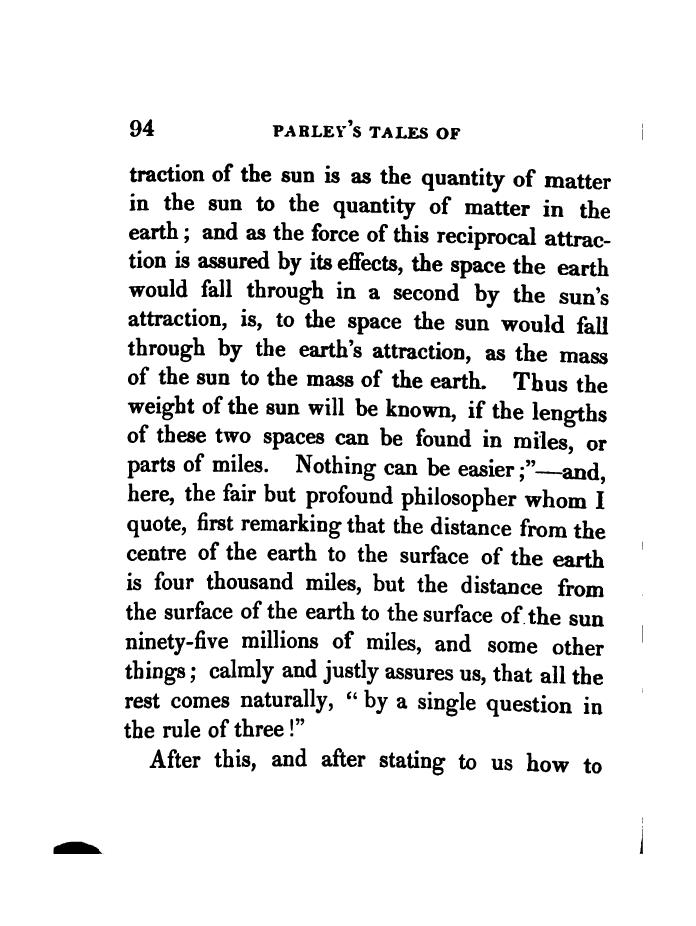 94 PARLEY'S TALES OF
traction of the sun is as the quantity of matter
in the sun to the quantity of matter in the
earth; and as the force of this reciprocal attrac-
tion is assured by its effects, the space the earth
would fall through in a second by the sun's
attraction, is, to the space the sun would fall
through by the earth's attraction, as the mass
of the sun to the mass of the earth. Thus the
weight of the sun will be known, if the lengths
of these two spaces can be found in miles, or
parts of miles. Nothing can be easier;"—and,
here, the fair but profound philosopher whom I
quote, first remarking that the distance from the
centre of the earth to the surface of the earth
is four thousand miles, but the distance from
the surface of the earth to the surface of the sun
ninety-five millions of miles, and some other
things; calmly and justly assures us, that all the
rest comes naturally, "by a single question in
the rule of three!"
After this, and after stating to us how to